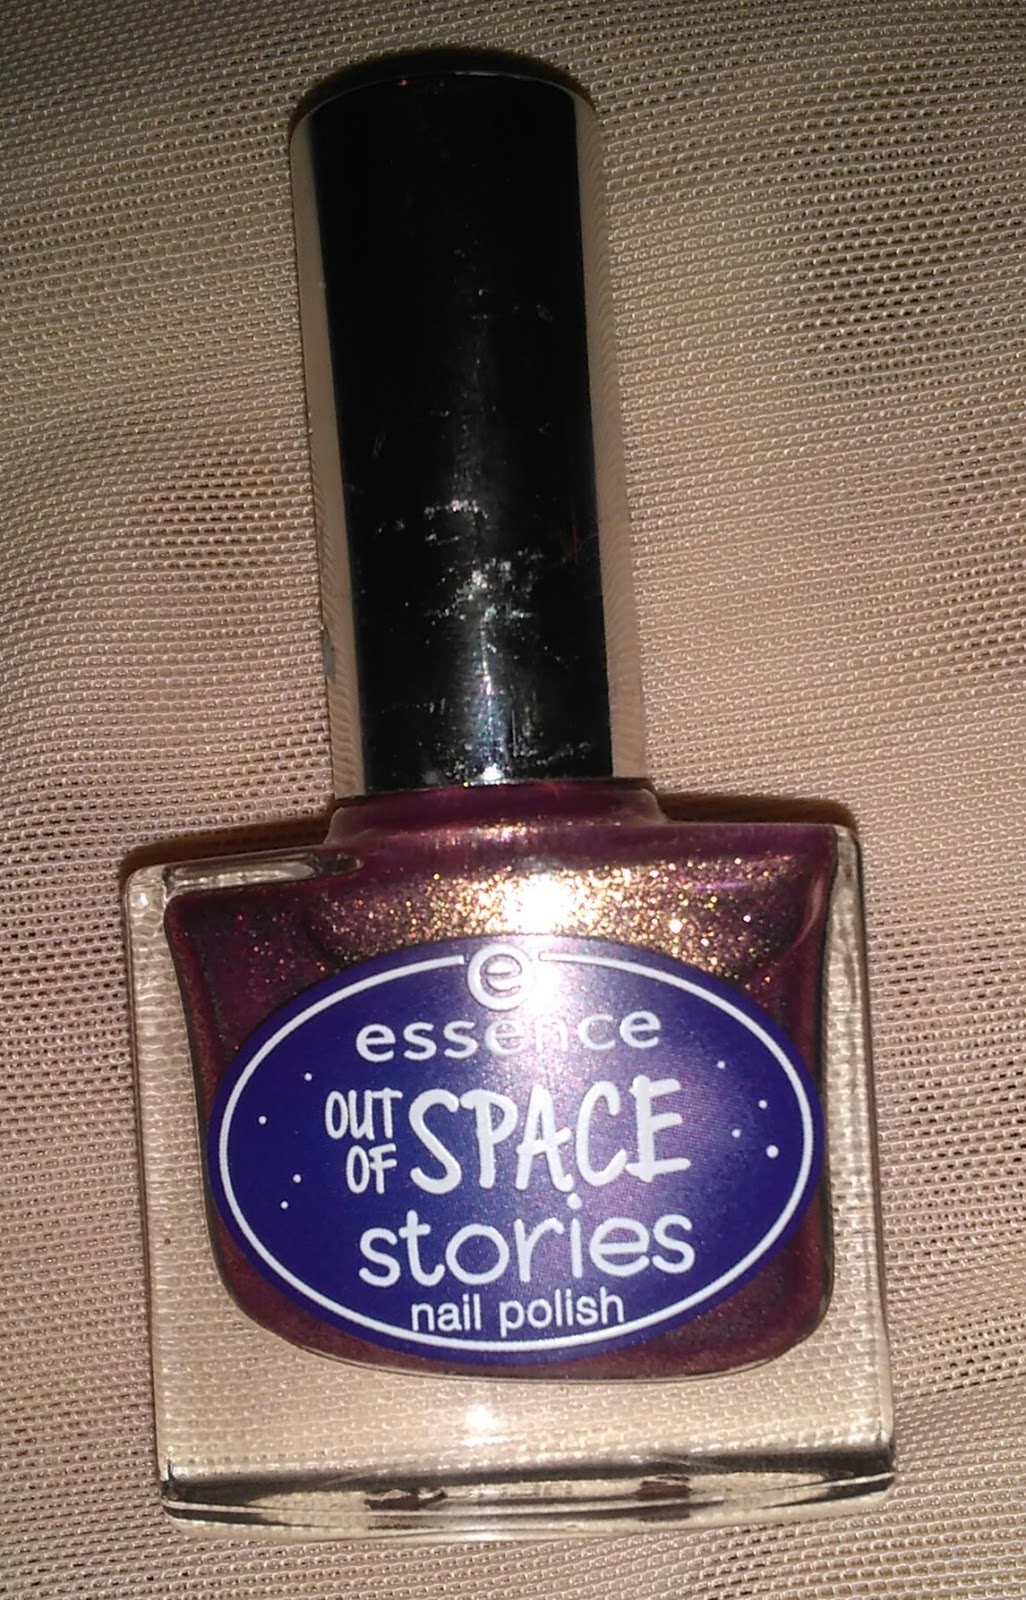 e
essence
OUT OF SPACE
stories
nail polish